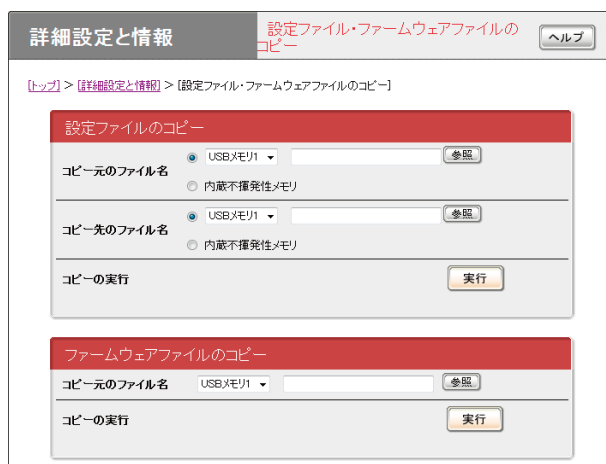 詳細設定と情報
設定ファイル・ファームウェアファイルの
コピー
ヘルプ
[トップ] > [詳細設定と情報] > [設定ファイル・ファームウェアファイルのコピー]
設定ファイルのコピー
コピー元のファイル名 USBメモリ1 参照
内蔵不揮発性メモリ
コピー先のファイル名 USBメモリ1 参照
内蔵不揮発性メモリ
コピーの実行 実行
ファームウェアファイルのコピー
コピー元のファイル名 USBメモリ1 参照
コピーの実行 実行